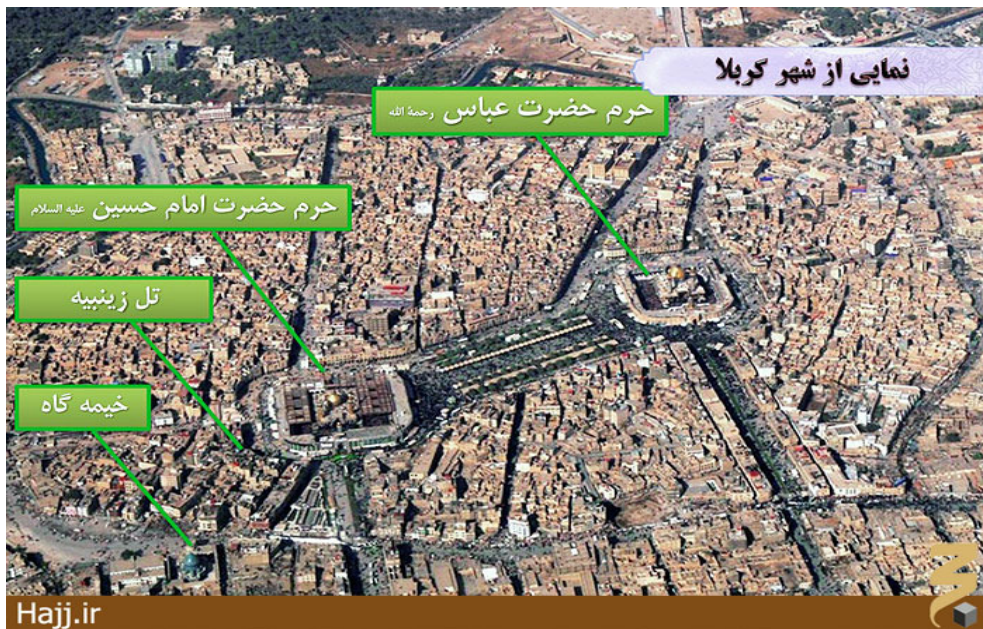 نمایی از شهر کربلا
حرم حضرت عباس رحمة الله
حرم حضرت امام حسین علیه السلام
تل زینبیه
خیمه گاه
Hajj.ir